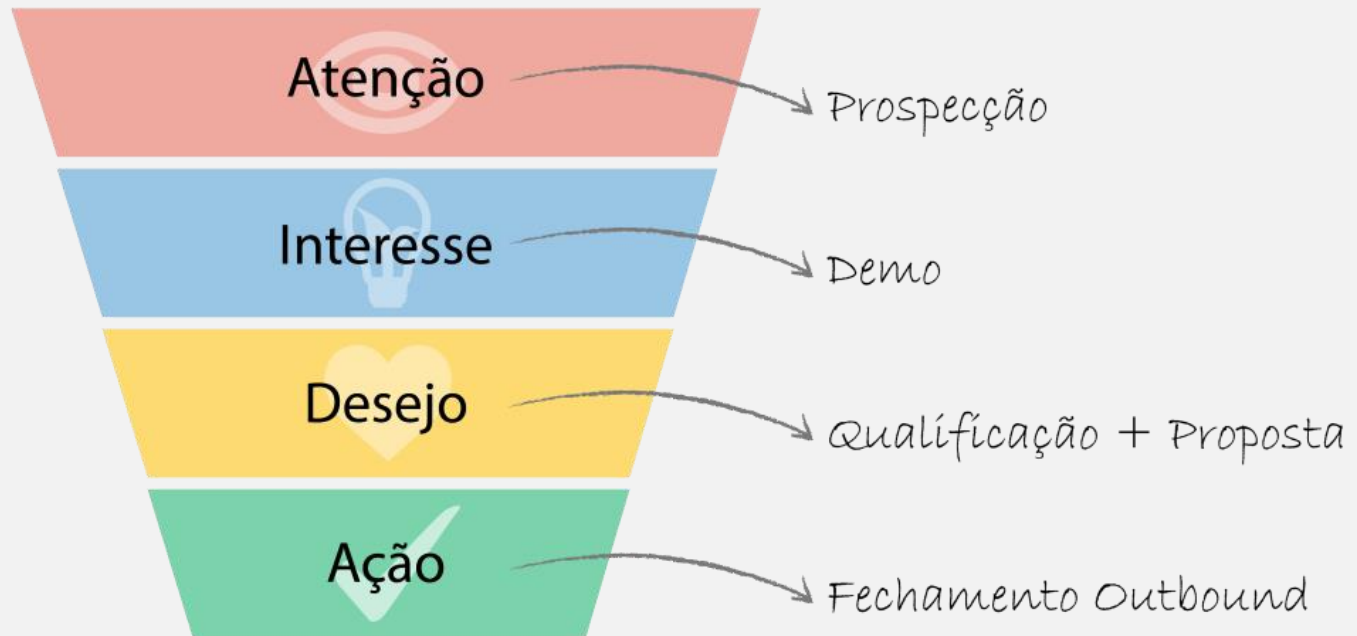 Atenção
Prospecção
Interesse
Demo
Desejo
Qualificação + Proposta
Ação
Fechamento Outbound